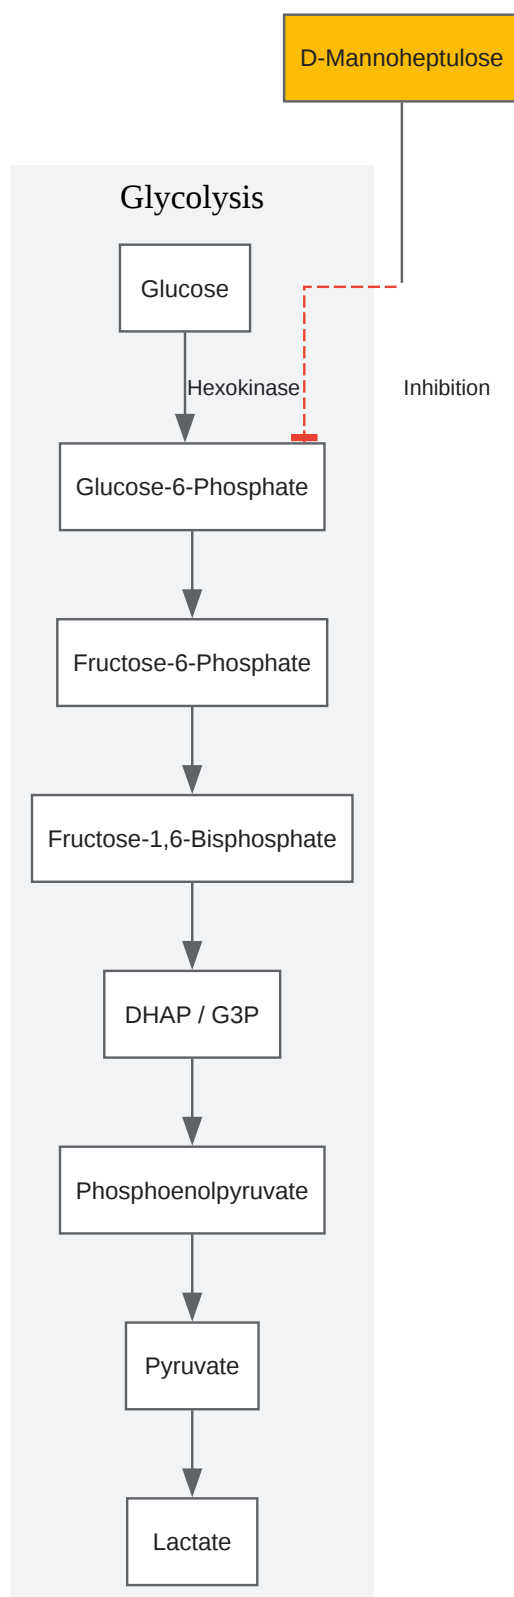 D-Mannoheptulose
Glycolysis
Glucose
Hexokinase
Inhibition
Glucose-6-Phosphate
Fructose-6-Phosphate
Fructose-1,6-Bisphosphate
DHAP / G3P
Phosphoenolpyruvate
Pyruvate
Lactate